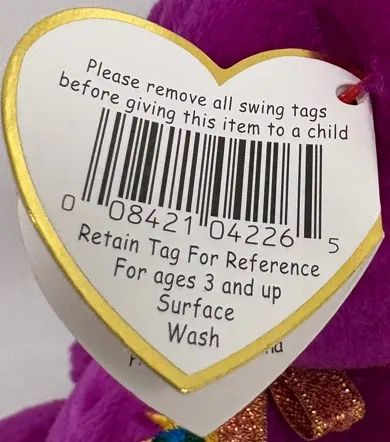 Please remove all swing tags
before giving this item to a child
0 08421 04226 5
Retain Tag For Reference
For ages 3 and up
Surface
Wash